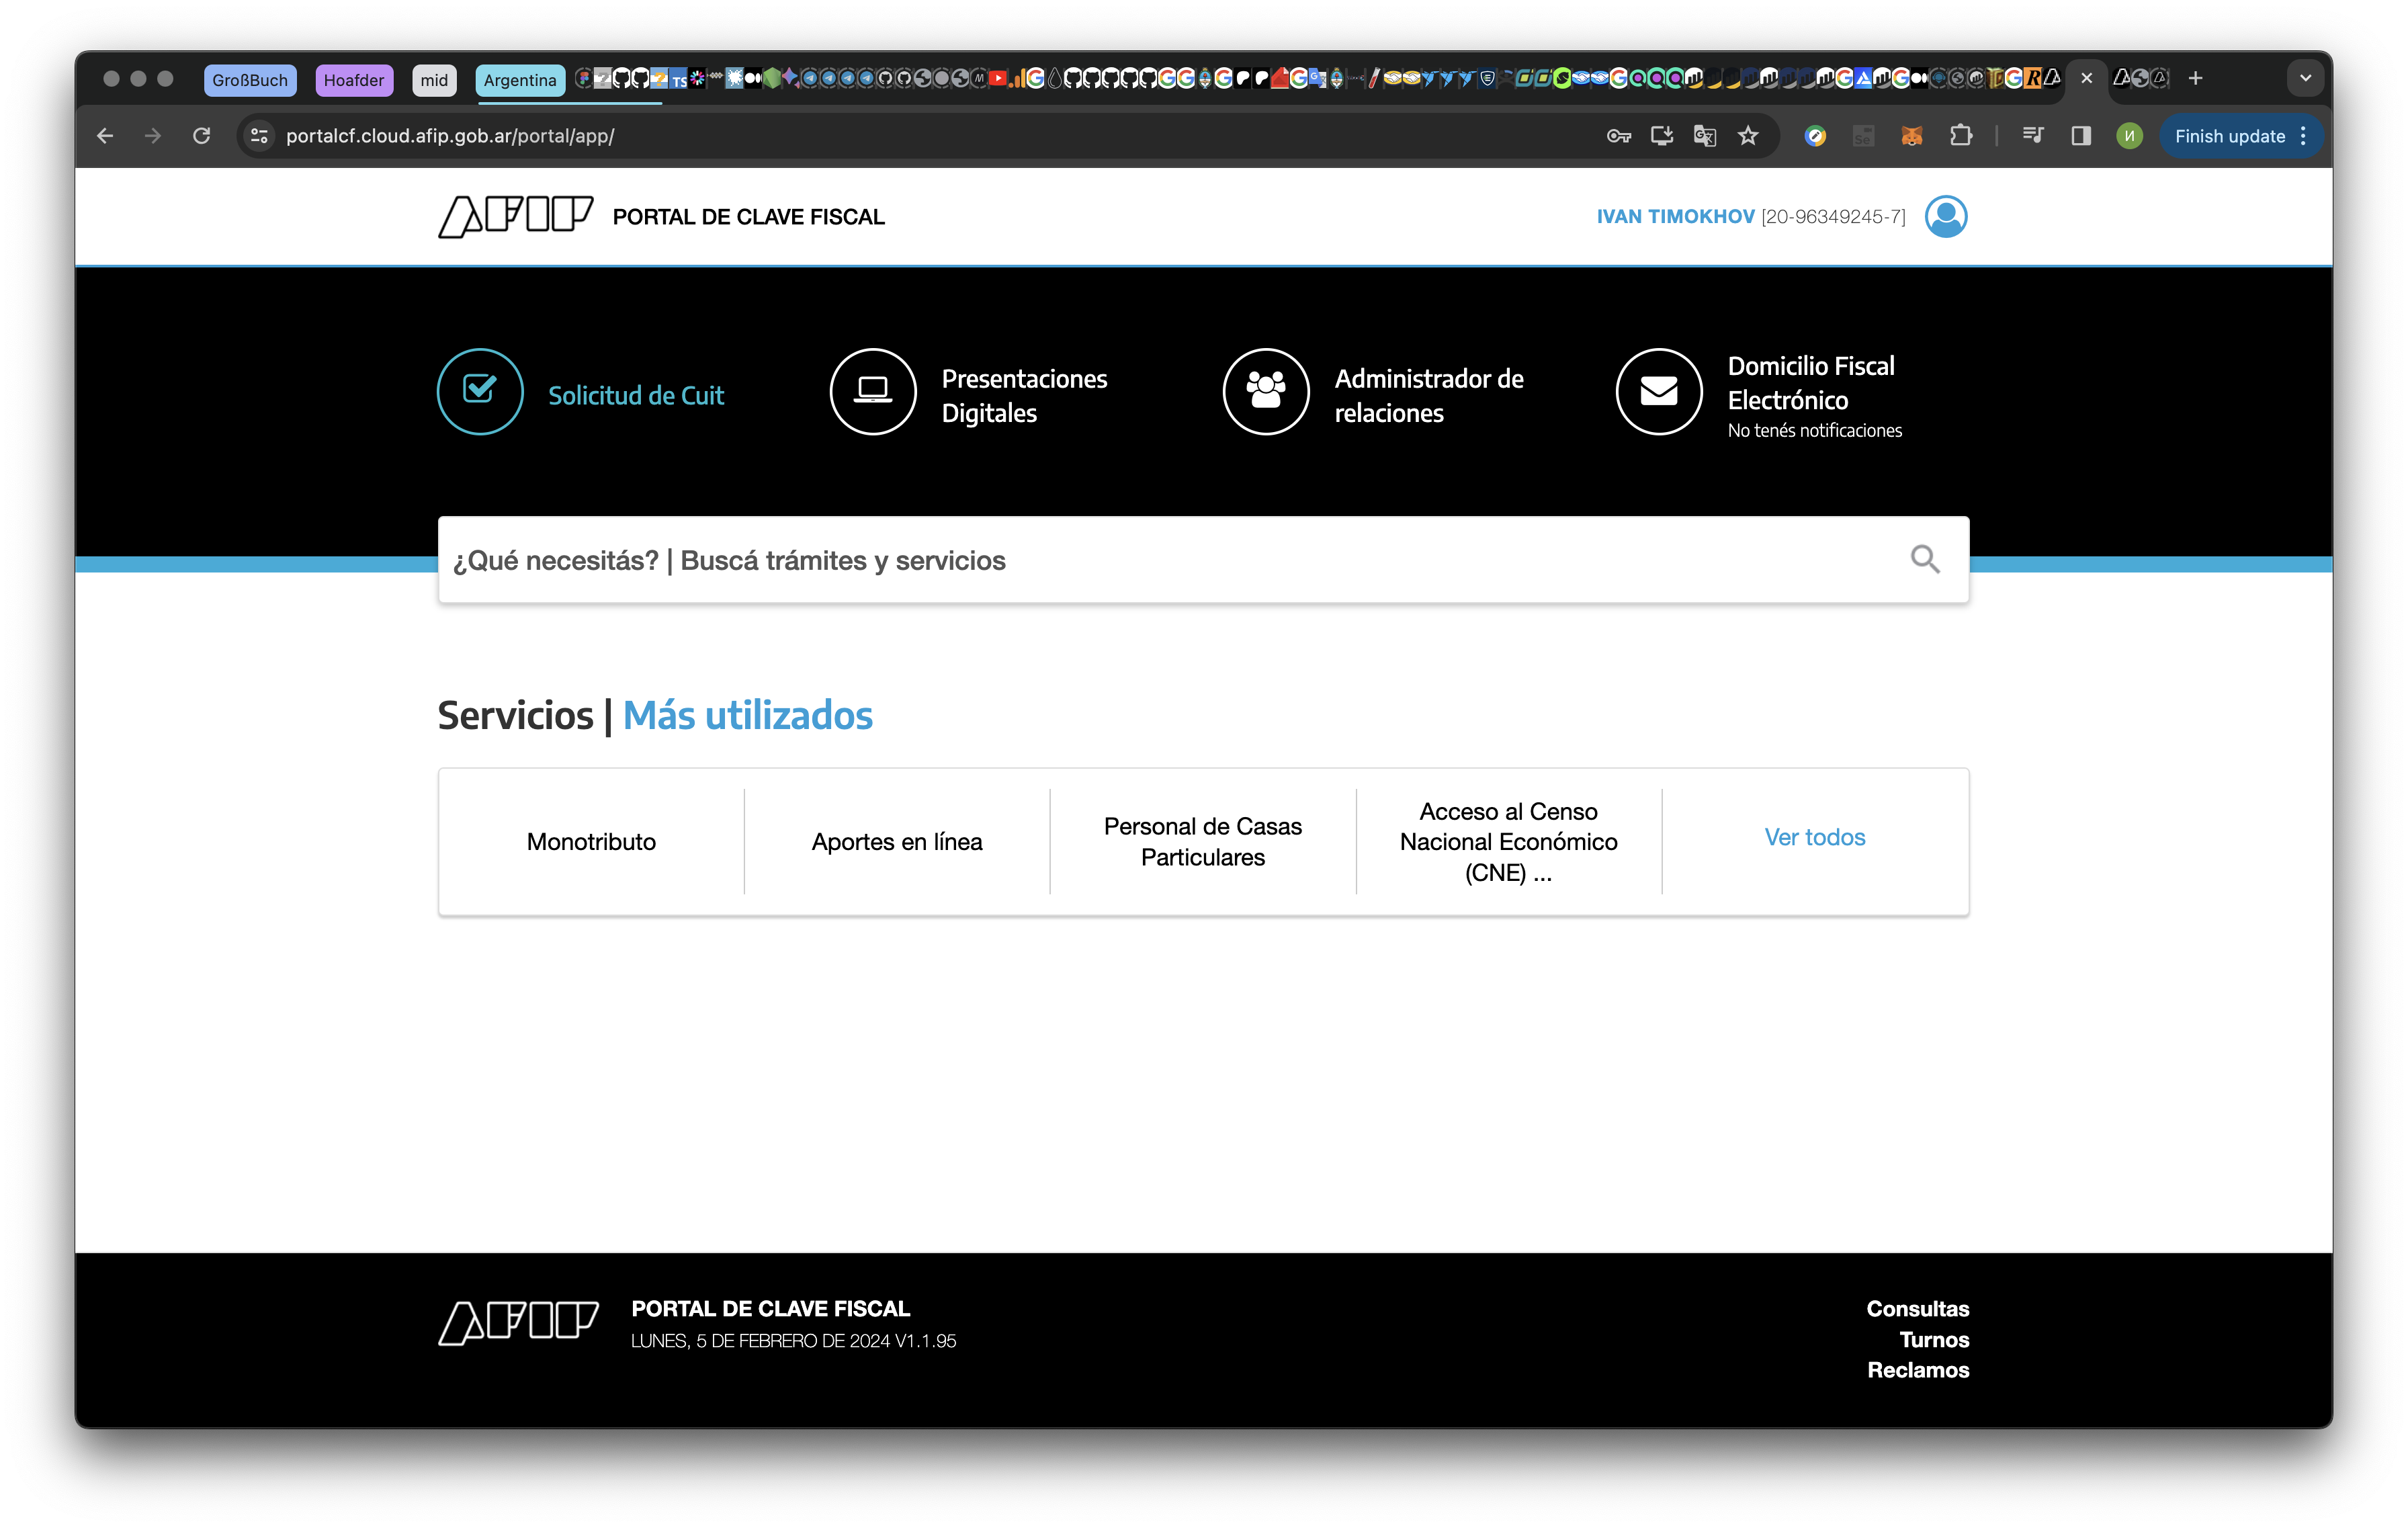 GroßBuch
Hoafder
mid
Argentina
portalcf.cloud.afip.gob.ar/portal/app/
Finish update
AFIP PORTAL DE CLAVE FISCAL
IVAN TIMOKHOV [20-96349245-7]
Solicitud de Cuit
Presentaciones
Digitales
Administrador de
relaciones
Domicilio Fiscal
Electrónico
No tenés notificaciones
¿Qué necesitás? | Buscá trámites y servicios
Servicios | Más utilizados
Monotributo
Aportes en línea
Personal de Casas
Particulares
Acceso al Censo
Nacional Económico
(CNE) ...
Ver todos
AFIP
PORTAL DE CLAVE FISCAL
LUNES, 5 DE FEBRERO DE 2024 V1.1.95
Consultas
Turnos
Reclamos